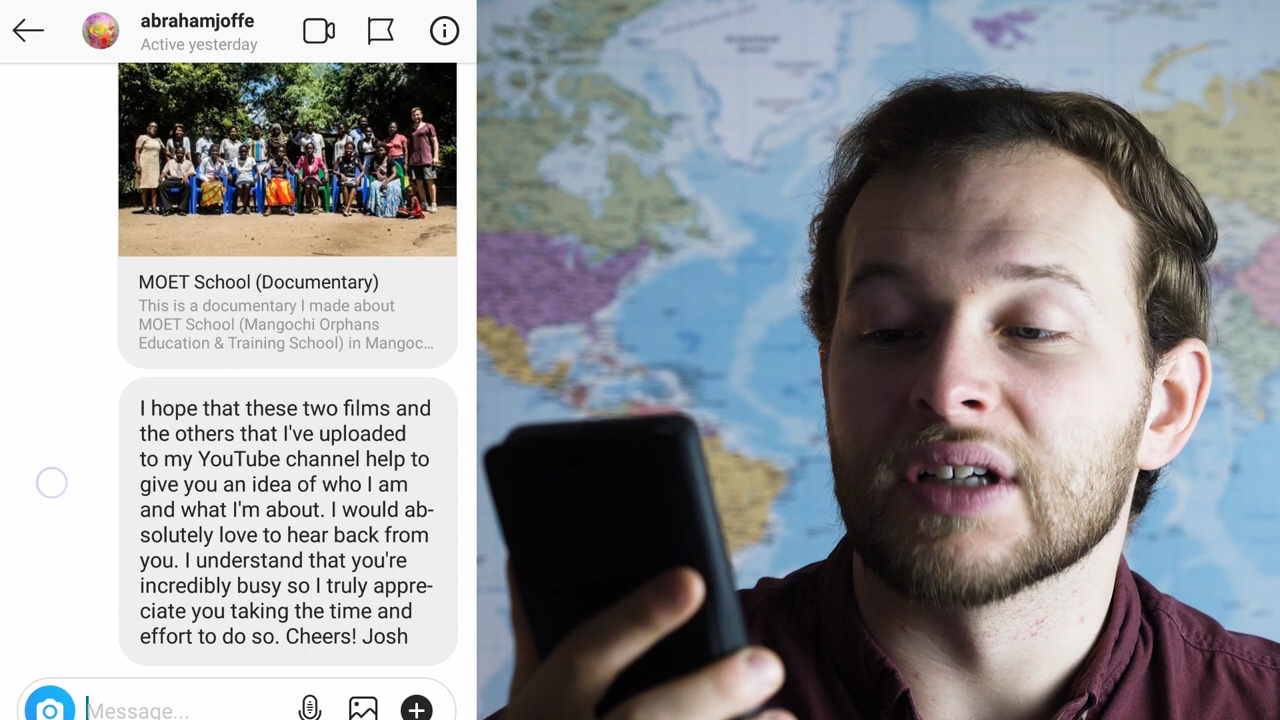 abrahamjoffe
Active yesterday
MOET School (Documentary)
This is a documentary I made about
MOET School (Mangochi Orphans
Education & Training School) in Mangoc...
I hope that these two films and
the others that I've uploaded
to my YouTube channel help to
give you an idea of who I am
and what I'm about. I would ab-
solutely love to hear back from
you. I understand that you're
incredibly busy so I truly appre-
ciate you taking the time and
effort to do so. Cheers! Josh
Message...